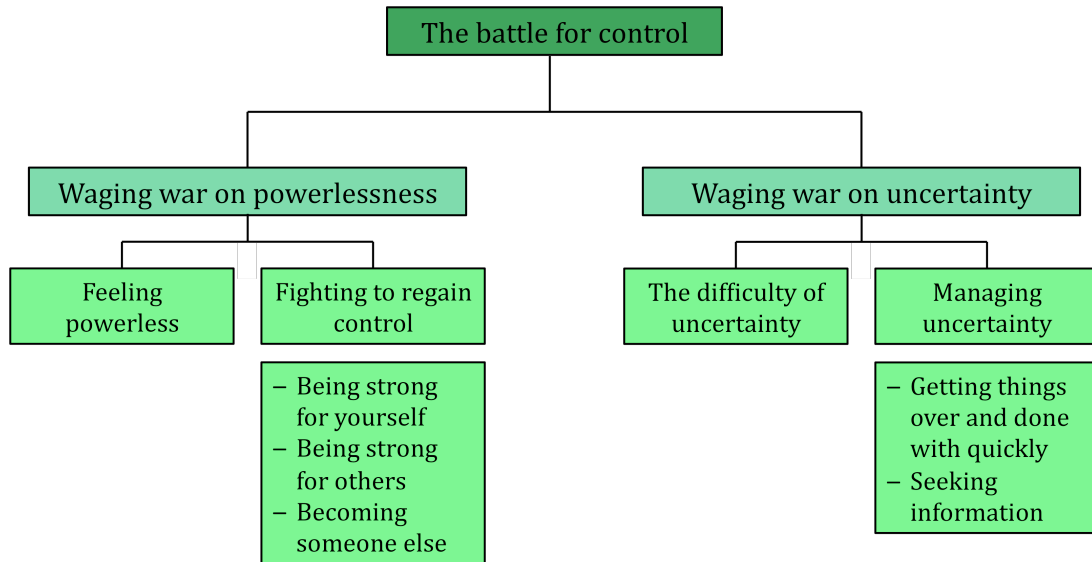 The battle for control
Waging war on powerlessness
Waging war on uncertainty
Feeling
powerless
Fighting to regain
control
The difficulty of
uncertainty
Managing
uncertainty
– Being strong
for yourself
– Being strong
for others
– Becoming
someone else
– Getting things
over and done
with quickly
– Seeking
information